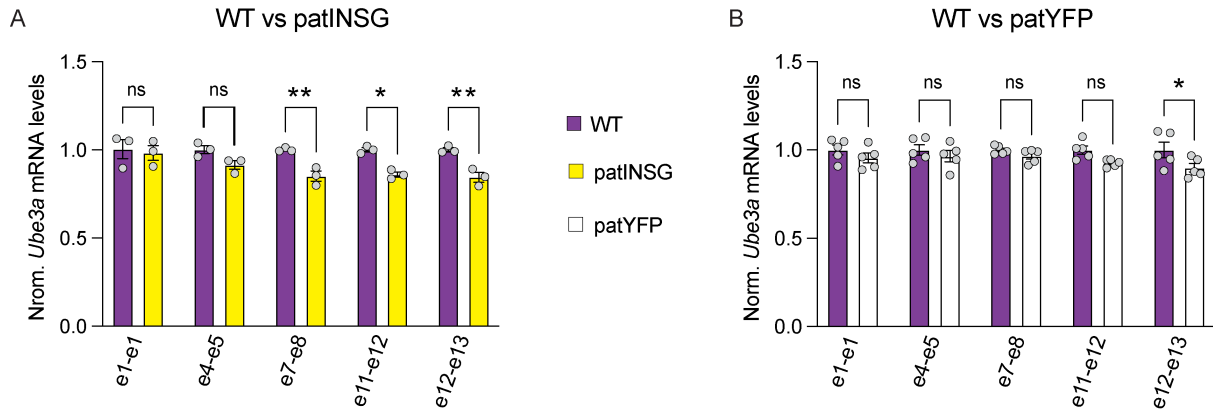 A
WT vs patINSG
Nrom. Ube3a mRNA levels
1.5
1.0
0.5
0.0
ns
ns
**
*
**
e1-e1
e4-e5
e7-e8
e11-e12
e12-e13
WT
patINSG
patYFP
B
WT vs patYFP
Norm. Ube3a mRNA levels
1.5
1.0
0.5
0.0
ns
ns
ns
ns
*
e1-e1
e4-e5
e7-e8
e11-e12
e12-e13